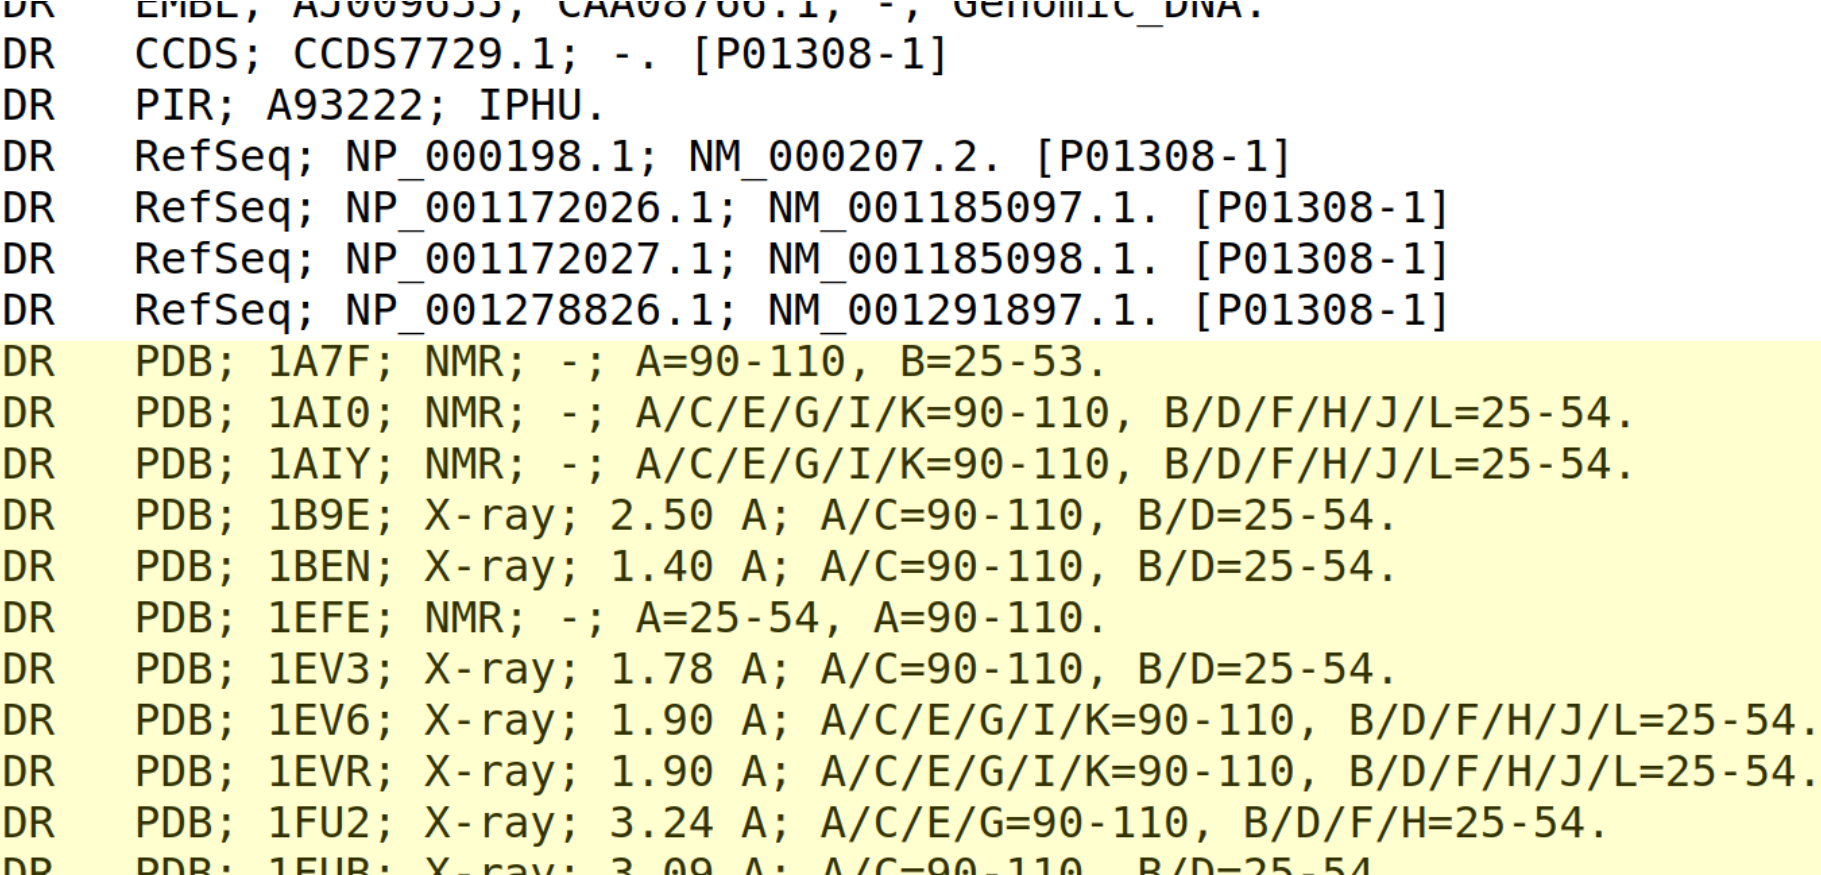 DR   EMBL; AJ009655; CAA08766.1; -; Genomic_DNA.
DR   CCDS; CCDS7729.1; -. [P01308-1]
DR   PIR; A93222; IPHU.
DR   RefSeq; NP_000198.1; NM_000207.2. [P01308-1]
DR   RefSeq; NP_001172026.1; NM_001185097.1. [P01308-1]
DR   RefSeq; NP_001172027.1; NM_001185098.1. [P01308-1]
DR   RefSeq; NP_001278826.1; NM_001291897.1. [P01308-1]
DR   PDB; 1A7F; NMR; -; A=90-110, B=25-53.
DR   PDB; 1AI0; NMR; -; A/C/E/G/I/K=90-110, B/D/F/H/J/L=25-54.
DR   PDB; 1AIY; NMR; -; A/C/E/G/I/K=90-110, B/D/F/H/J/L=25-54.
DR   PDB; 1B9E; X-ray; 2.50 A; A/C=90-110, B/D=25-54.
DR   PDB; 1BEN; X-ray; 1.40 A; A/C=90-110, B/D=25-54.
DR   PDB; 1EFE; NMR; -; A=25-54, A=90-110.
DR   PDB; 1EV3; X-ray; 1.78 A; A/C=90-110, B/D=25-54.
DR   PDB; 1EV6; X-ray; 1.90 A; A/C/E/G/I/K=90-110, B/D/F/H/J/L=25-54.
DR   PDB; 1EVR; X-ray; 1.90 A; A/C/E/G/I/K=90-110, B/D/F/H/J/L=25-54.
DR   PDB; 1FU2; X-ray; 3.24 A; A/C/E/G=90-110, B/D/F/H=25-54.
DR   PDB; 1FUB; X-ray; 3.09 A; A/C=90-110, B/D=25-54.